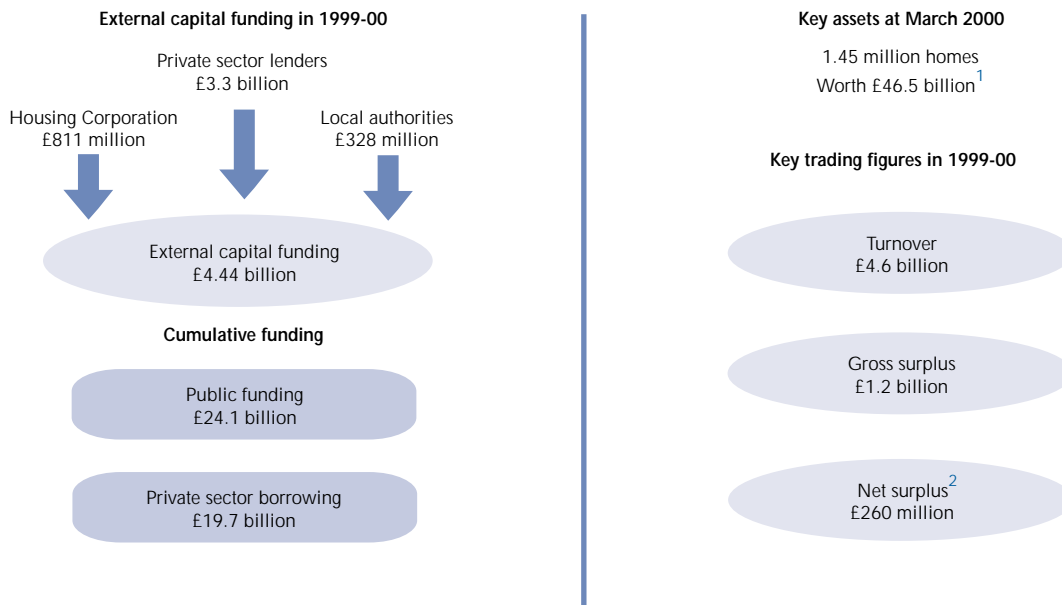 External capital funding in 1999-00
Private sector lenders
£3.3 billion
Housing Corporation
£811 million
Local authorities
£328 million
External capital funding
£4.44 billion
Cumulative funding
Public funding
£24.1 billion
Private sector borrowing
£19.7 billion
Key assets at March 2000
1.45 million homes
Worth £46.5 billion1
Key trading figures in 1999-00
Turnover
£4.6 billion
Gross surplus
£1.2 billion
Net surplus2
£260 million